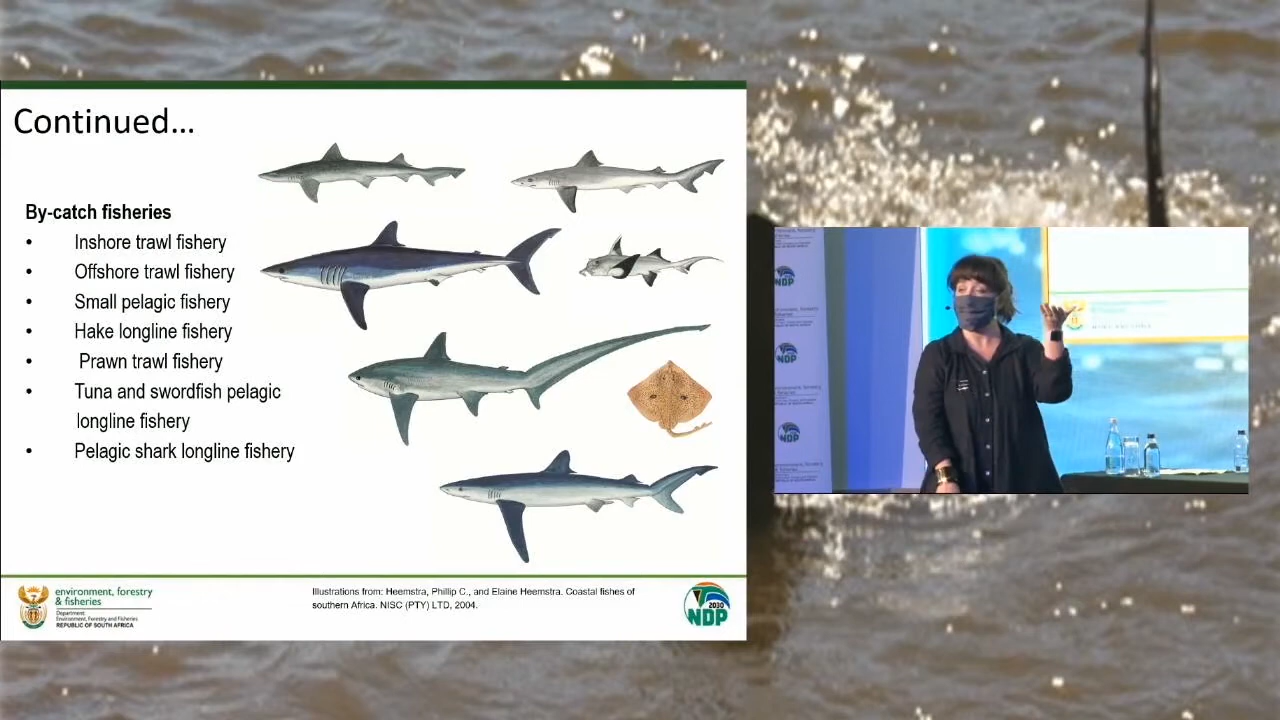 Continued...
By-catch fisheries
• Inshore trawl fishery
• Offshore trawl fishery
• Small pelagic fishery
• Hake longline fishery
• Prawn trawl fishery
• Tuna and swordfish pelagic
longline fishery
• Pelagic shark longline fishery
environment, forestry
& fisheries
Department:
Environment, Forestry and Fisheries
REPUBLIC OF SOUTH AFRICA
Illustrations from: Heemstra, Phillip C., and Elaine Heemstra. Coastal fishes of
southern Africa. NISC (PTY) LTD, 2004.
2030
NDP
NDP
NDP
NDP